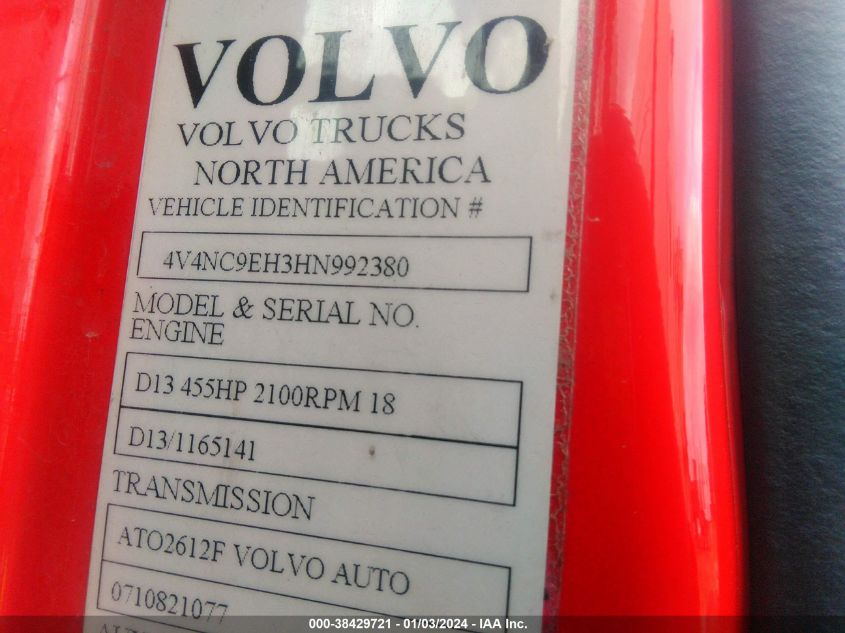 VOLVO
VOLVO TRUCKS
NORTH AMERICA
VEHICLE IDENTIFICATION #
4V4NC9EH3HN992380
MODEL & SERIAL NO.
ENGINE
D13 455HP 2100RPM 18
D13/1165141
TRANSMISSION
ATO2612F VOLVO AUTO
0710821077
000-38429721 - 01/03/2024 - IAA Inc.